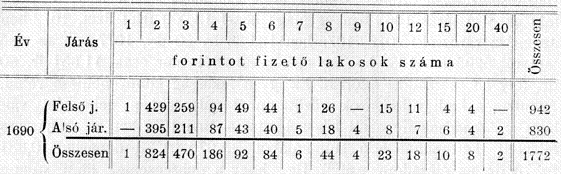 Év Járás 1 2 3 4 5 6 7 8 9 10 12 15 20 40 Összesen
forintot fizető lakosok száma
Felső j. 1 429 259 94 49 44 1 26 — 15 11 4 4 — 942
1690 Alsó jár. — 395 211 87 43 40 5 18 4 8 7 6 4 2 830
Összesen 1 824 470 186 92 84 6 44 4 23 18 10 8 2 1772